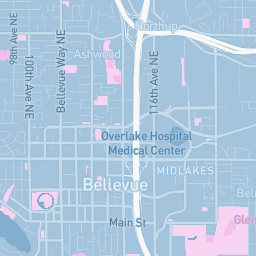 Northup
98th Ave NE
100th Ave NE
Bellevue Way NE
Ashwood
116th Ave NE
Overlake Hospital
Medical Center
MIDLAKES
Bellevue
Main St